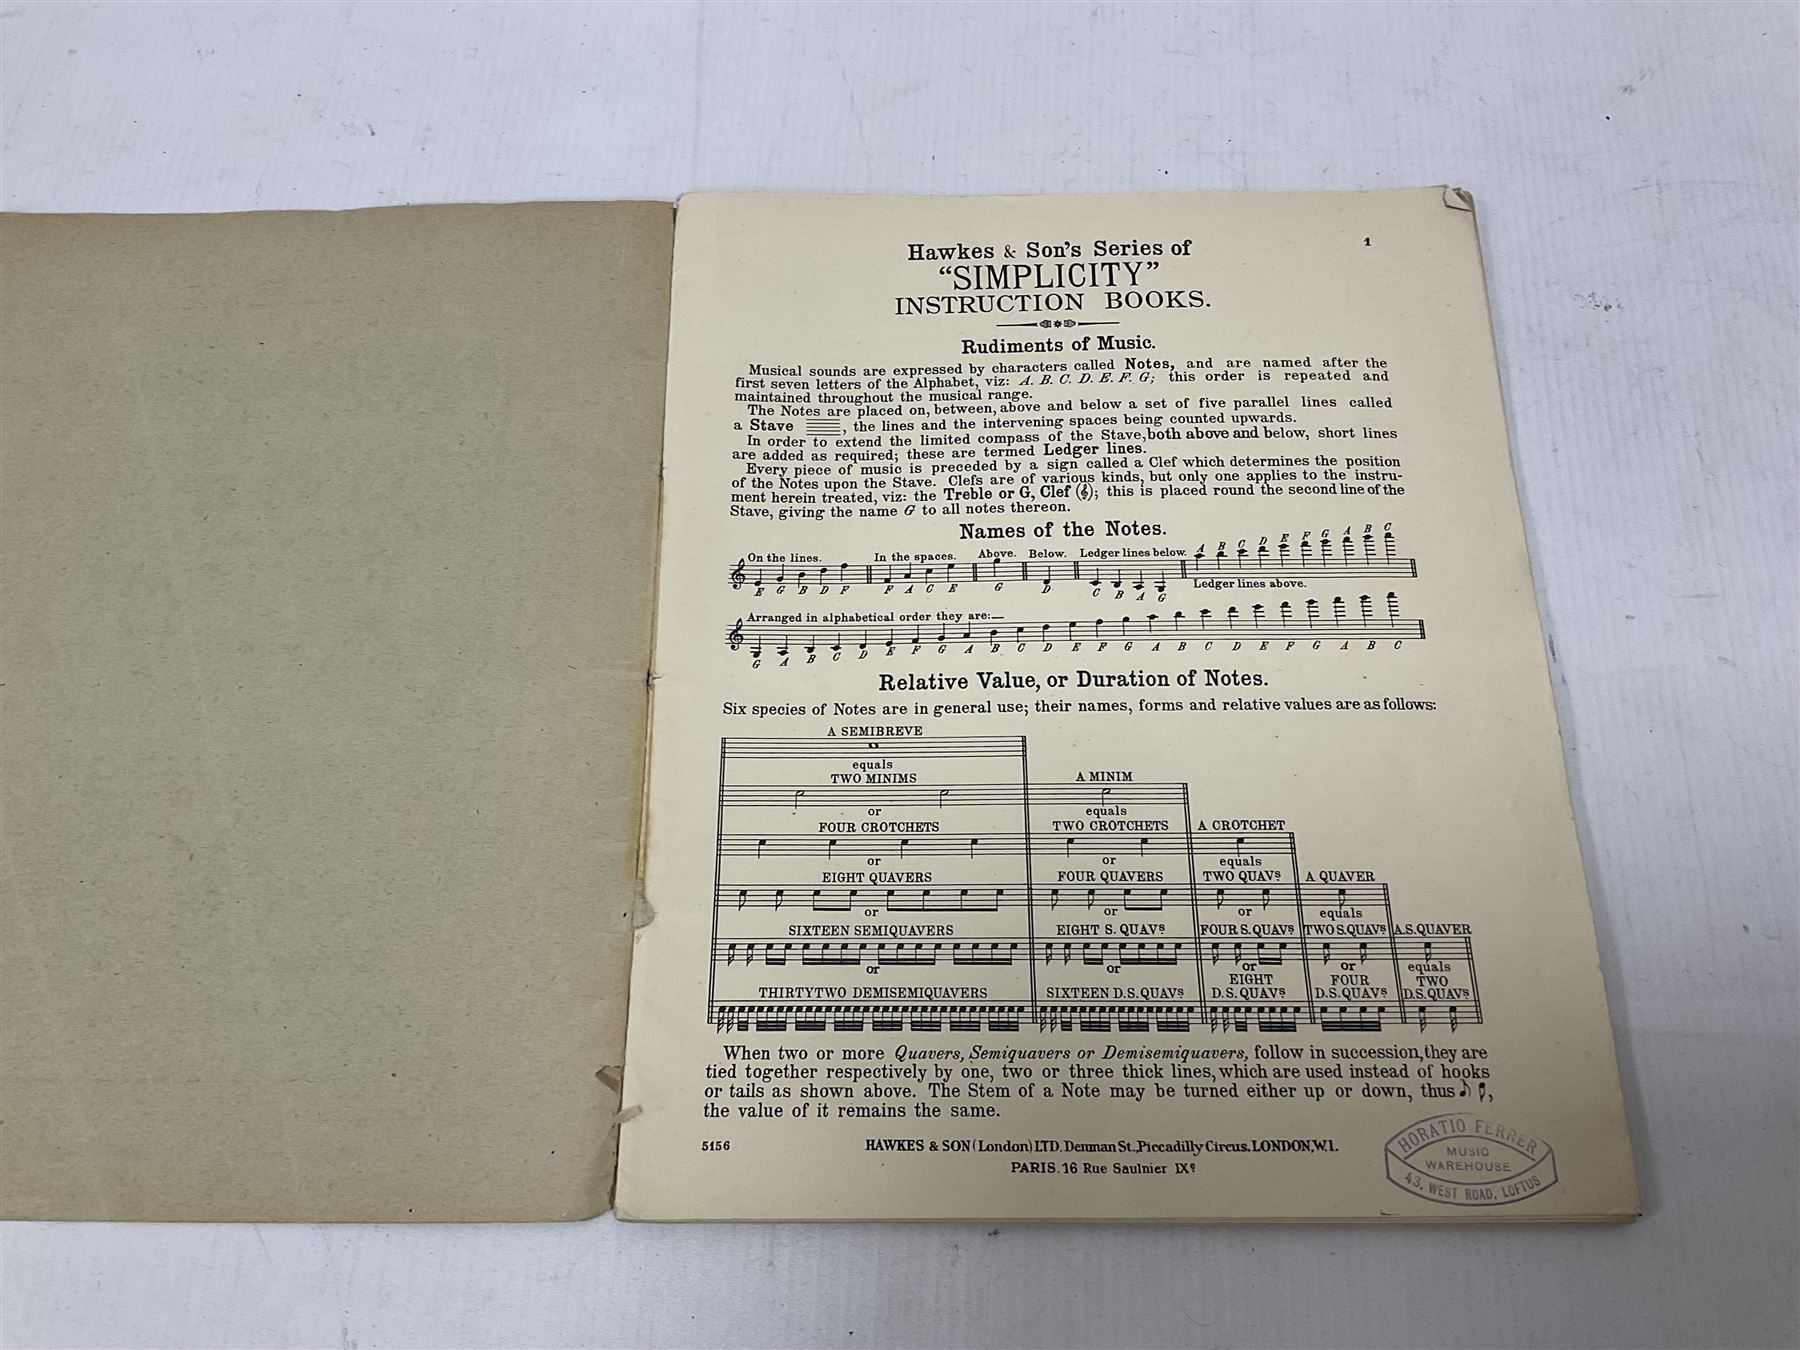 1
Hawkes & Son's Series of
"SIMPLICITY"
INSTRUCTION BOOKS.
Rudiments of Music.
Musical sounds are expressed by characters called Notes, and are named after the
first seven letters of the Alphabet, viz: A. B. C. D. E. F. G; this order is repeated and
maintained throughout the musical range.
The Notes are placed on, between, above and below a set of five parallel lines called
a Stave , the lines and the intervening spaces being counted upwards.
In order to extend the limited compass of the Stave, both above and below, short lines
are added as required; these are termed Ledger lines.
Every piece of music is preceded by a sign called a Clef which determines the position
of the Notes upon the Stave. Clefs are of various kinds, but only one applies to the instru-
ment herein treated, viz: the Treble or G, Clef (𝄞); this is placed round the second line of the
Stave, giving the name G to all notes thereon.
Names of the Notes.
On the lines. In the spaces. Above. Below. Ledger lines below. A B C D E F G A B C
E G B D F F A C E G D C B A G Ledger lines above.
Arranged in alphabetical order they are:—
G A B C D E F G A B C D E F G A B C D E F G A B C
Relative Value, or Duration of Notes.
Six species of Notes are in general use; their names, forms and relative values are as follows:
A SEMIBREVE
equals
TWO MINIMS A MINIM
or equals
FOUR CROTCHETS TWO CROTCHETS A CROTCHET
or or equals
EIGHT QUAVERS FOUR QUAVERS TWO QUAVs A QUAVER
or or or equals
SIXTEEN SEMIQUAVERS EIGHT S. QUAVs FOUR S. QUAVs TWO S. QUAVs A.S. QUAVER
or or or or equals
THIRTYTWO DEMISEMIQUAVERS SIXTEEN D.S. QUAVs EIGHT D.S. QUAVs FOUR D.S. QUAVs TWO D.S. QUAVs
When two or more Quavers, Semiquavers or Demisemiquavers, follow in succession, they are
tied together respectively by one, two or three thick lines, which are used instead of hooks
or tails as shown above. The Stem of a Note may be turned either up or down, thus ,
the value of it remains the same.
5156 HAWKES & SON (London) LTD. Denman St., Piccadilly Circus, LONDON, W.1.
PARIS. 16 Rue Saulnier IXe
HORATIO FERRER
MUSIC
WAREHOUSE
43, WEST ROAD, LOFTUS